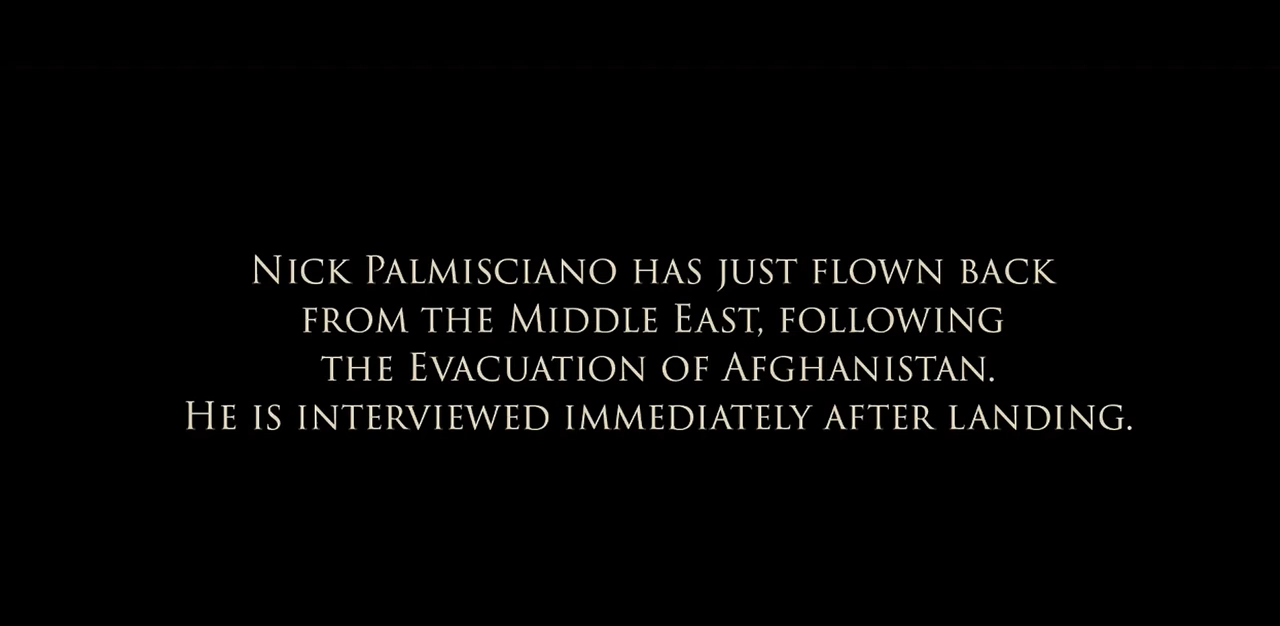 Nick Palmisciano has just flown back
from the Middle East, following
the Evacuation of Afghanistan.
He is interviewed immediately after landing.